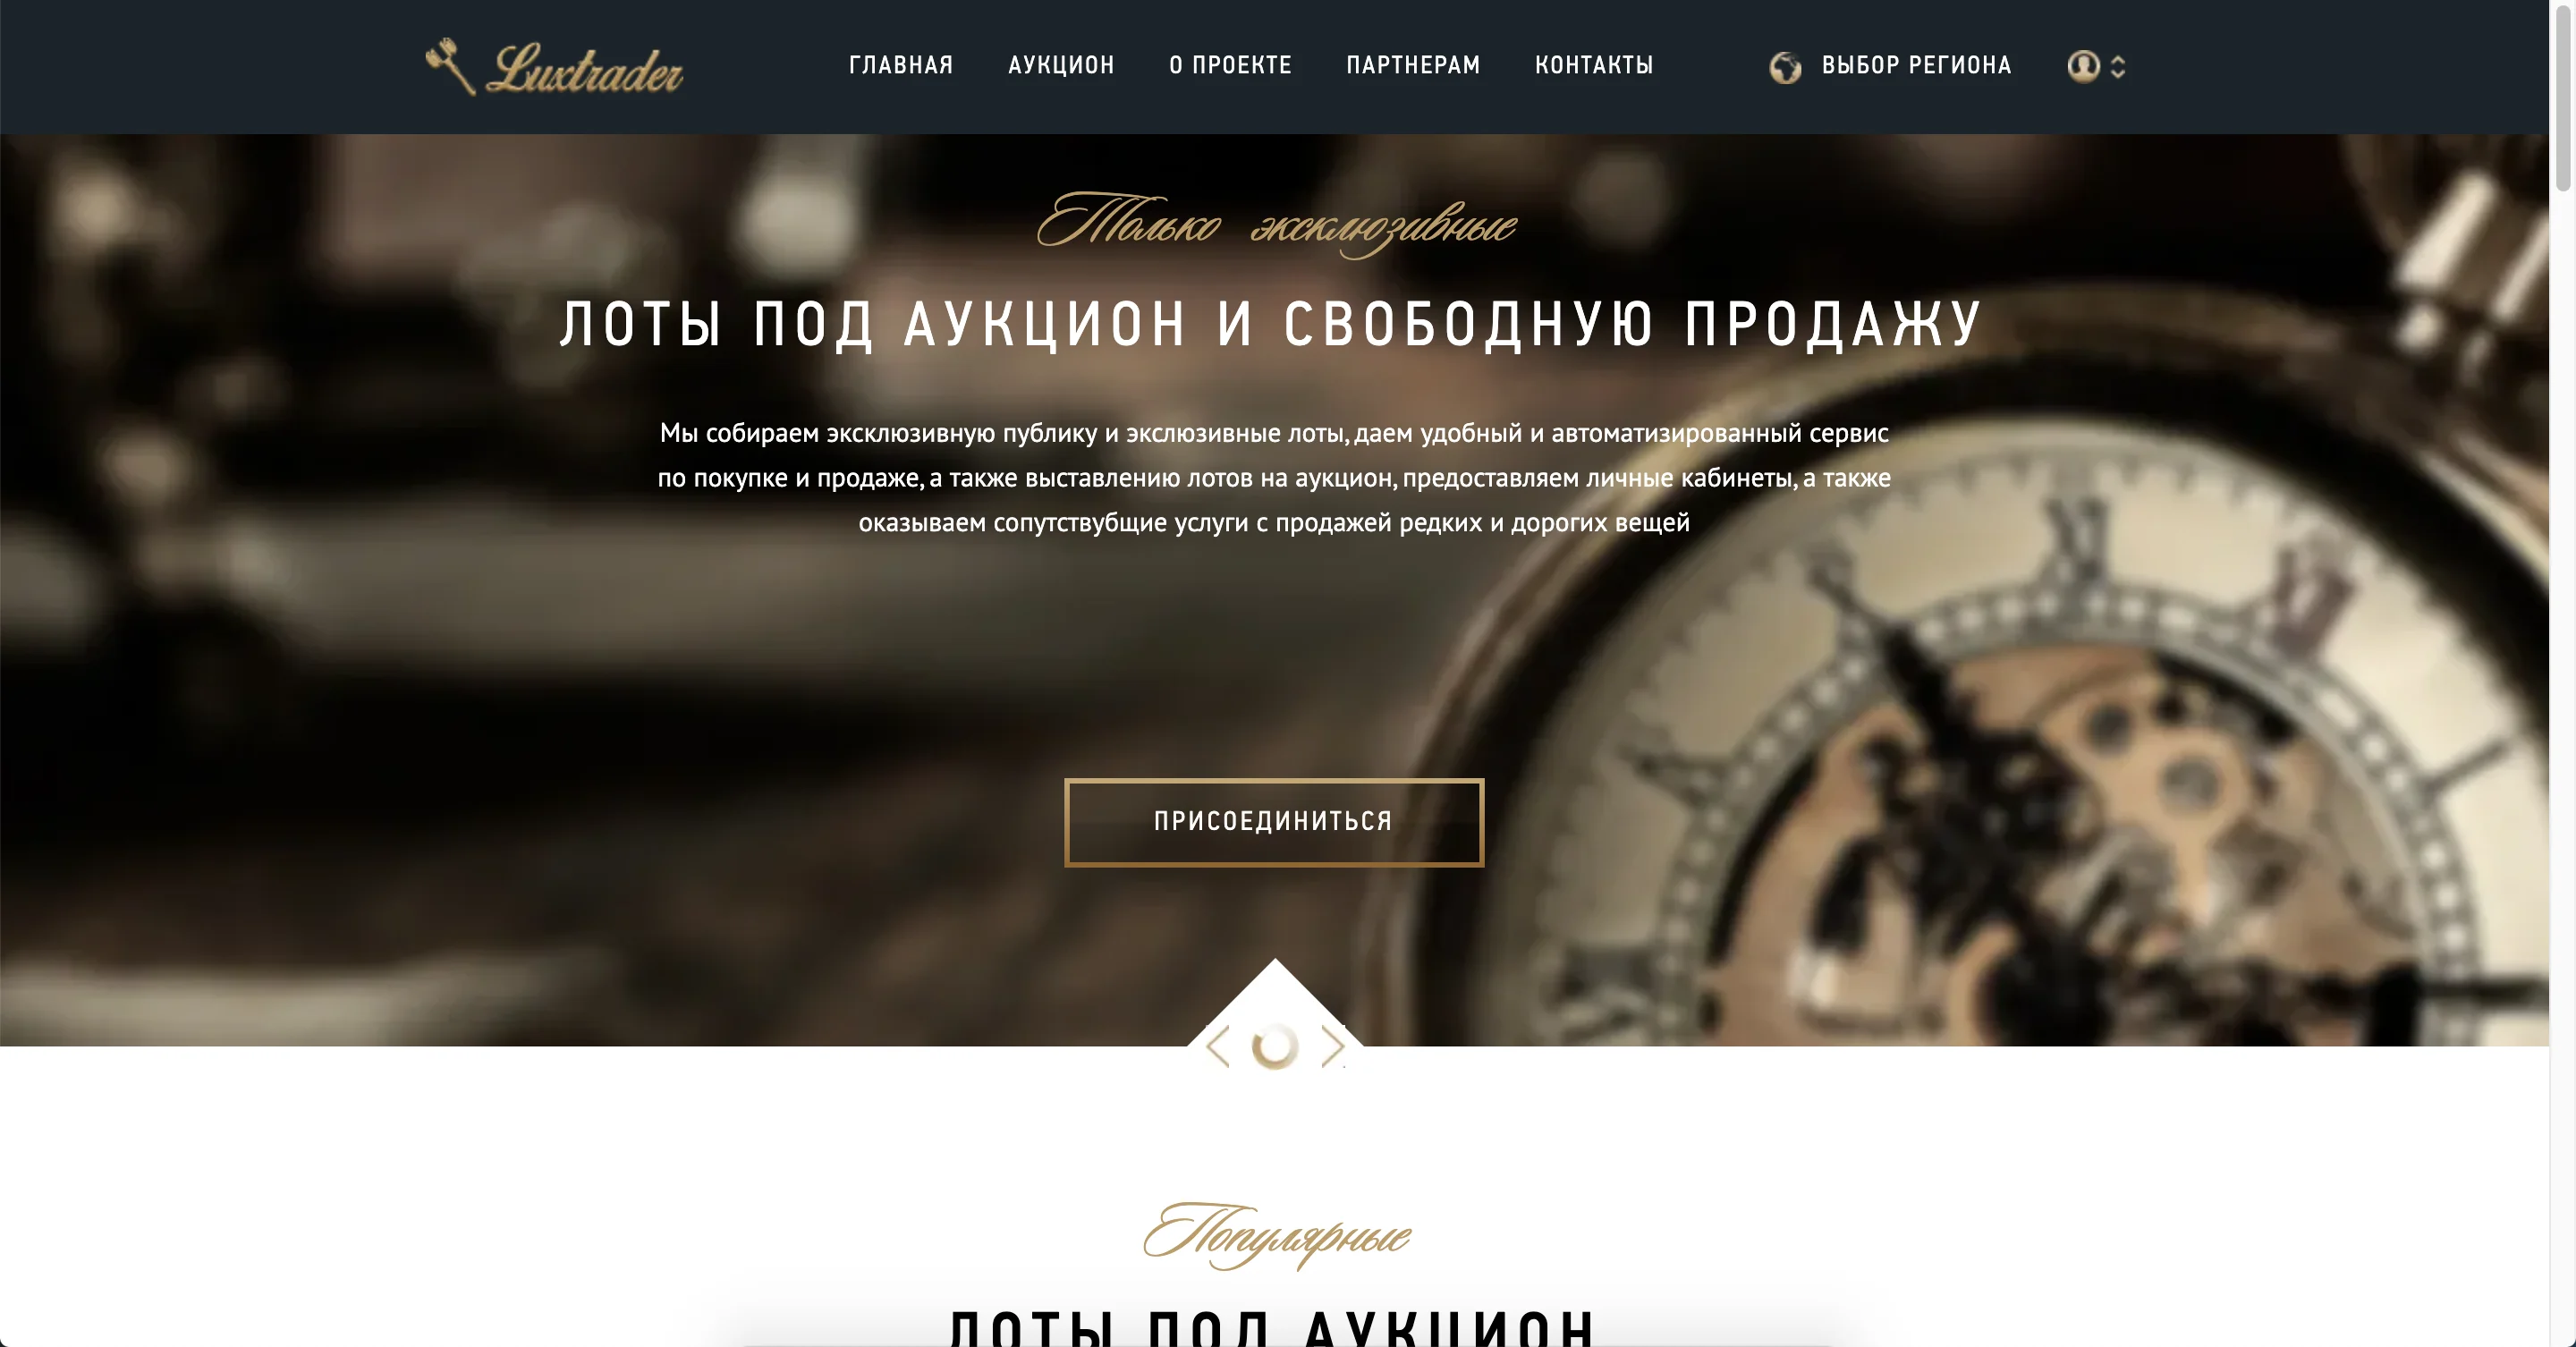 Luxtrader
ГЛАВНАЯ АУКЦИОН О ПРОЕКТЕ ПАРТНЕРАМ КОНТАКТЫ ВЫБОР РЕГИОНА
Только эксклюзивные
ЛОТЫ ПОД АУКЦИОН И СВОБОДНУЮ ПРОДАЖУ
Мы собираем эксклюзивную публику и экслюзивные лоты, даем удобный и автоматизированный сервис
по покупке и продаже, а также выставлению лотов на аукцион, предоставляем личные кабинеты, а также
оказываем сопутствубщие услуги с продажей редких и дорогих вещей
ПРИСОЕДИНИТЬСЯ
Популярные
ЛОТЫ ПОД АУКЦИОН